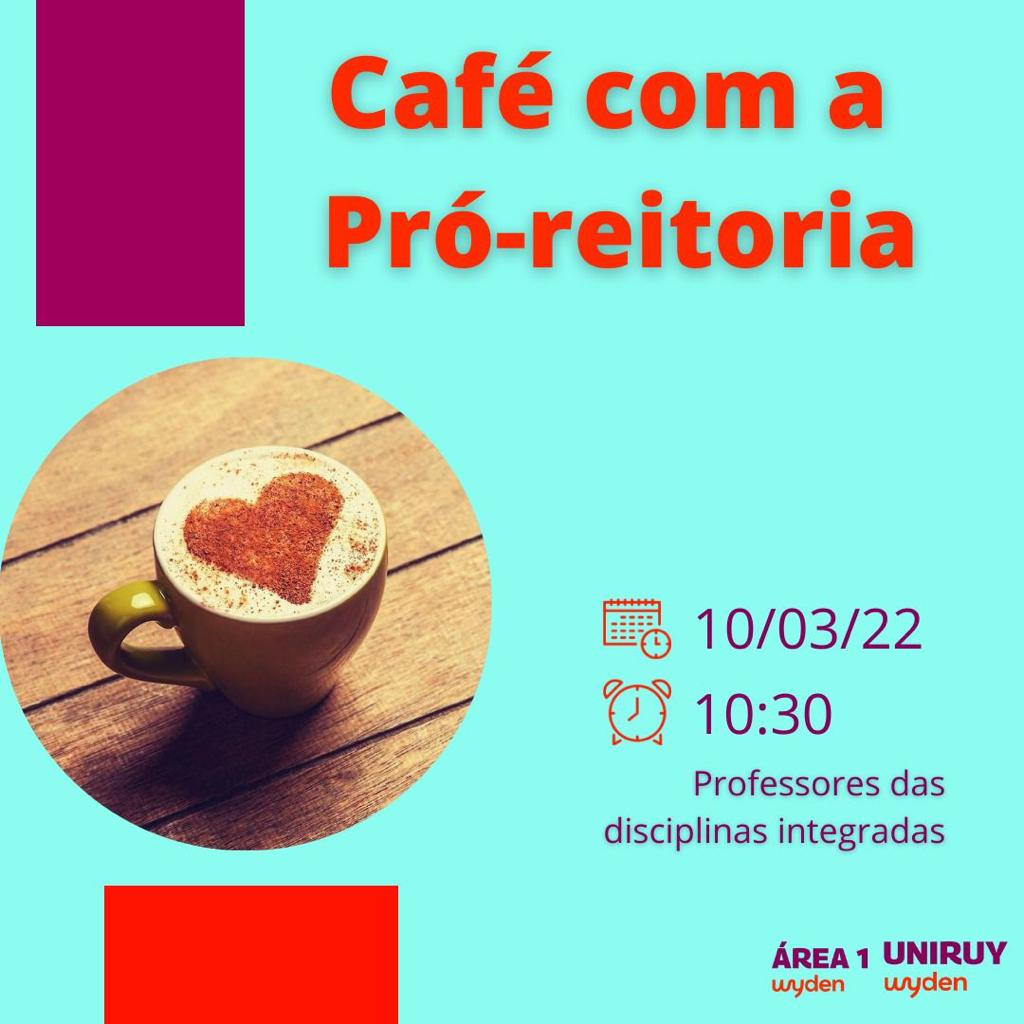 Café com a
Pró-reitoria
10/03/22
10:30
Professores das
disciplinas integradas
ÁREA 1 UNIRUY
wyden wyden